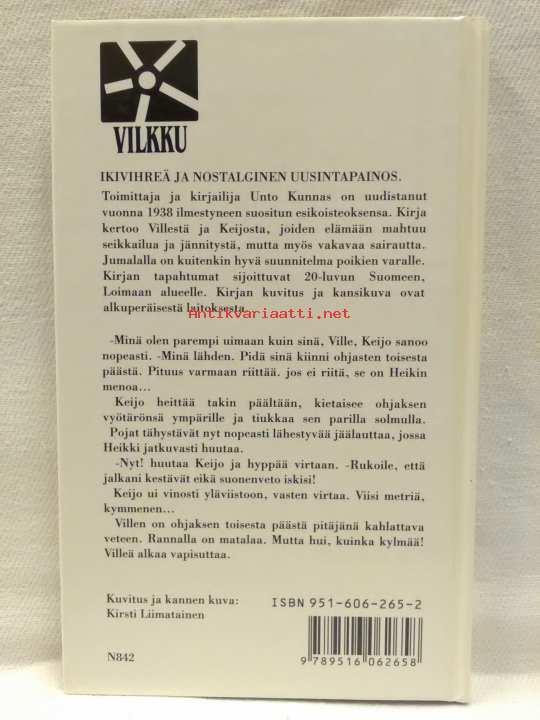 VILKKU
IKIVIHREÄ JA NOSTALGINEN UUSINTAPAINOS.
Toimittaja ja kirjailija Unto Kunnas on uudistanut
vuonna 1938 ilmestyneen suositun esikoisteoksensa. Kirja
kertoo Villestä ja Keijosta, joiden elämään mahtuu
seikkailua ja jännitystä, mutta myös vakavaa sairautta.
Jumalalla on kuitenkin hyvä suunnitelma poikien varalle.
Kirjan tapahtumat sijoittuvat 20-luvun Suomeen,
Loimaan alueelle. Kirjan kuvitus ja kansikuva ovat
alkuperäisestä laitoksesta.
Antikvariaatti.net
-Minä olen parempi uimaan kuin sinä, Ville, Keijo sanoo
nopeasti. -Minä lähden. Pidä sinä kiinni ohjasten toisesta
päästä. Pituus varmaan riittää. jos ei riitä, se on Heikin
menoa...
Keijo heittää takin päältään, kietaisee ohjaksen
vyötärönsä ympärille ja tiukkaa sen parilla solmulla.
Pojat tähystävät nyt nopeasti lähestyvää jäälauttaa, jossa
Heikki jatkuvasti huutaa.
-Nyt! huutaa Keijo ja hyppää virtaan. -Rukoile, että
jalkani kestävät eikä suonenveto iskisi!
Keijo ui vinosti yläviistoon, vasten virtaa. Viisi metriä,
kymmenen...
Villen on ohjaksen toisesta päästä pitäjänä kahlattava
veteen. Rannalla on matalaa. Mutta hui, kuinka kylmää!
Villeä alkaa vapisuttaa.
Kuvitus ja kannen kuva:
Kirsti Liimatainen
N842
ISBN 951-606-265-2
9 789516 062658